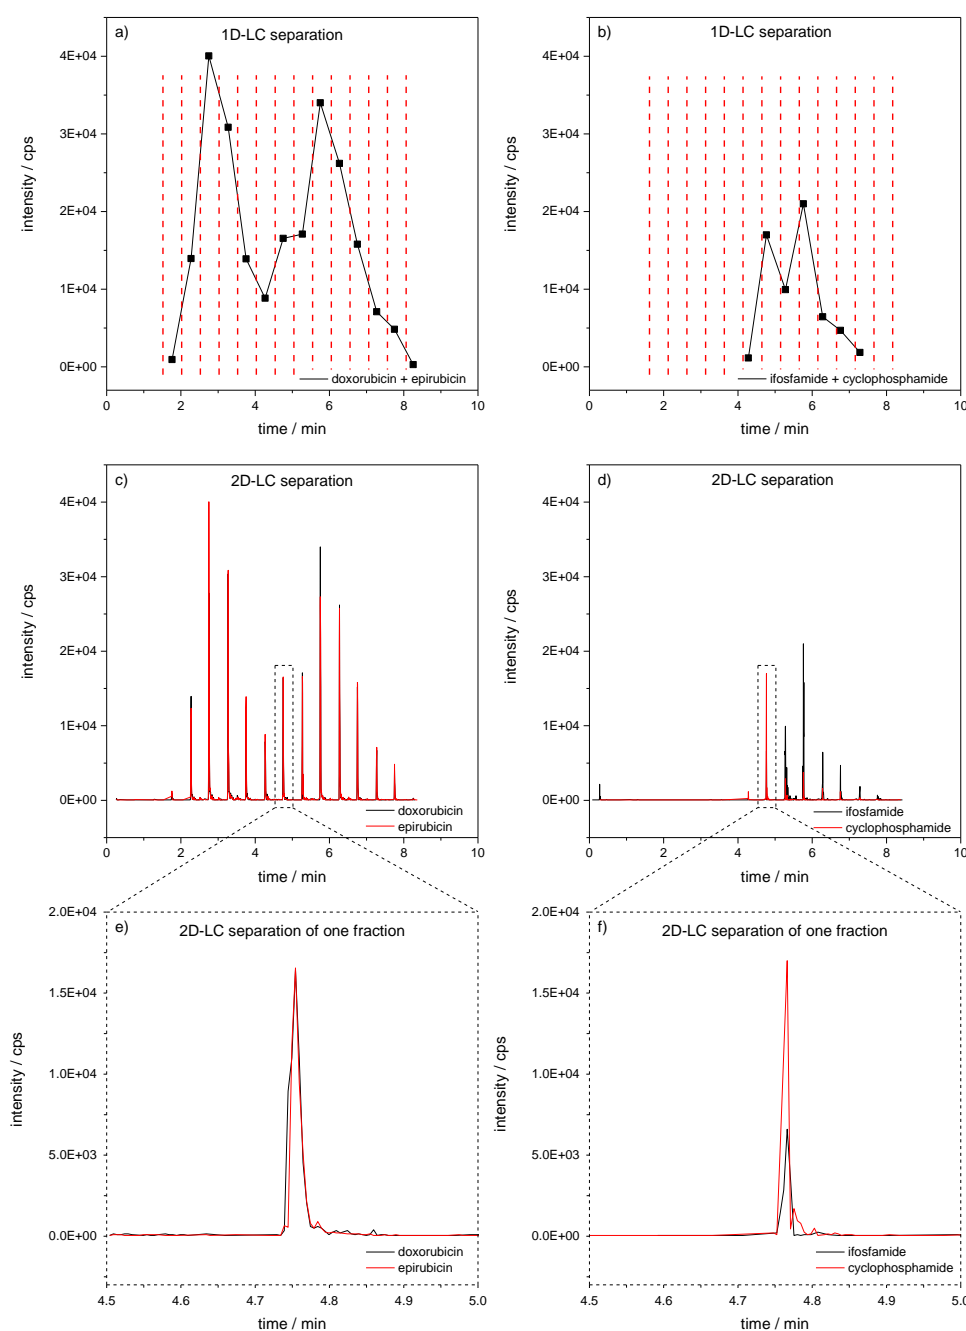 a)
1D-LC separation
4E+04
3E+04
2E+04
1E+04
0E+00
intensity / cps
doxorubicin + epirubicin
0 2 4 6 8 10
time / min
b)
1D-LC separation
4E+04
3E+04
2E+04
1E+04
0E+00
intensity / cps
ifosfamide + cyclophosphamide
0 2 4 6 8 10
time / min
c)
2D-LC separation
4E+04
3E+04
2E+04
1E+04
0E+00
intensity / cps
doxorubicin
epirubicin
0 2 4 6 8 10
time / min
d)
2D-LC separation
4E+04
3E+04
2E+04
1E+04
0E+00
intensity / cps
ifosfamide
cyclophosphamide
0 2 4 6 8 10
time / min
e)
2D-LC separation of one fraction
2.0E+04
1.5E+04
1.0E+04
5.0E+03
0.0E+00
intensity / cps
doxorubicin
epirubicin
4.5 4.6 4.7 4.8 4.9 5.0
time / min
f)
2D-LC separation of one fraction
2.0E+04
1.5E+04
1.0E+04
5.0E+03
0.0E+00
intensity / cps
ifosfamide
cyclophosphamide
4.5 4.6 4.7 4.8 4.9 5.0
time / min